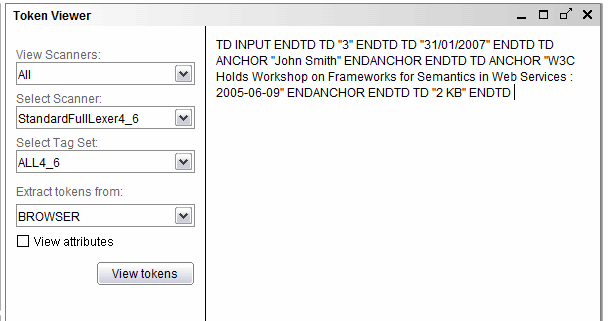 Token Viewer
View Scanners:
All
Select Scanner:
StandardFullLexer4_6
Select Tag Set:
ALL4_6
Extract tokens from:
BROWSER
View attributes
View tokens
TD INPUT ENDTD TD "3" ENDTD TD "31/01/2007" ENDTD TD
ANCHOR "John Smith" ENDANCHOR ENDTD TD ANCHOR "W3C
Holds Workshop on Frameworks for Semantics in Web Services :
2005-06-09" ENDANCHOR ENDTD TD "2 KB" ENDTD